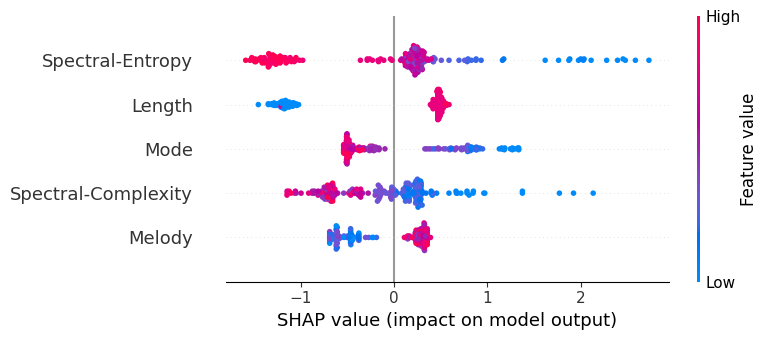 High
Spectral-Entropy
Length
Mode
Spectral-Complexity
Melody
Feature value
Low
−1
0
1
2
SHAP value (impact on model output)